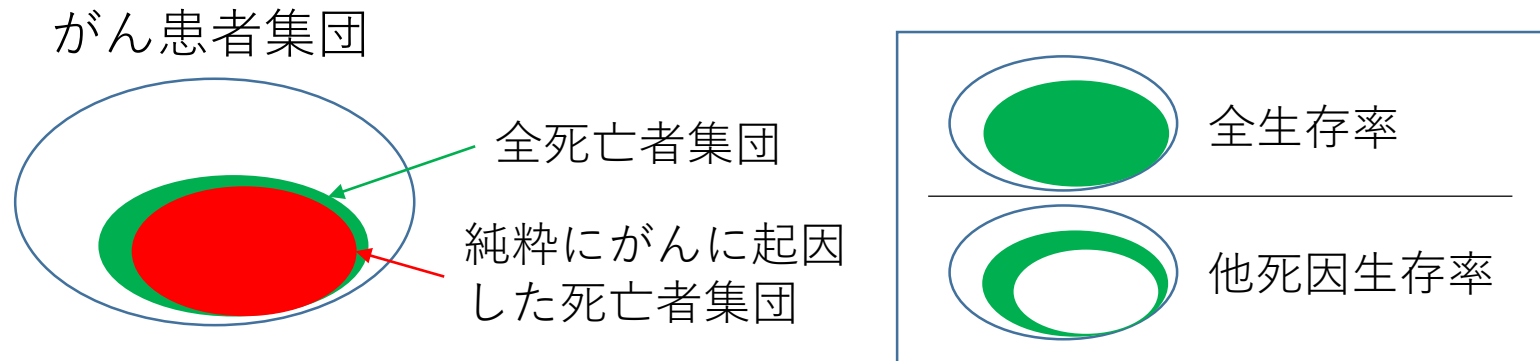 がん患者集団
全死亡者集団
純粋にがんに起因
した死亡者集団
全生存率
他死因生存率